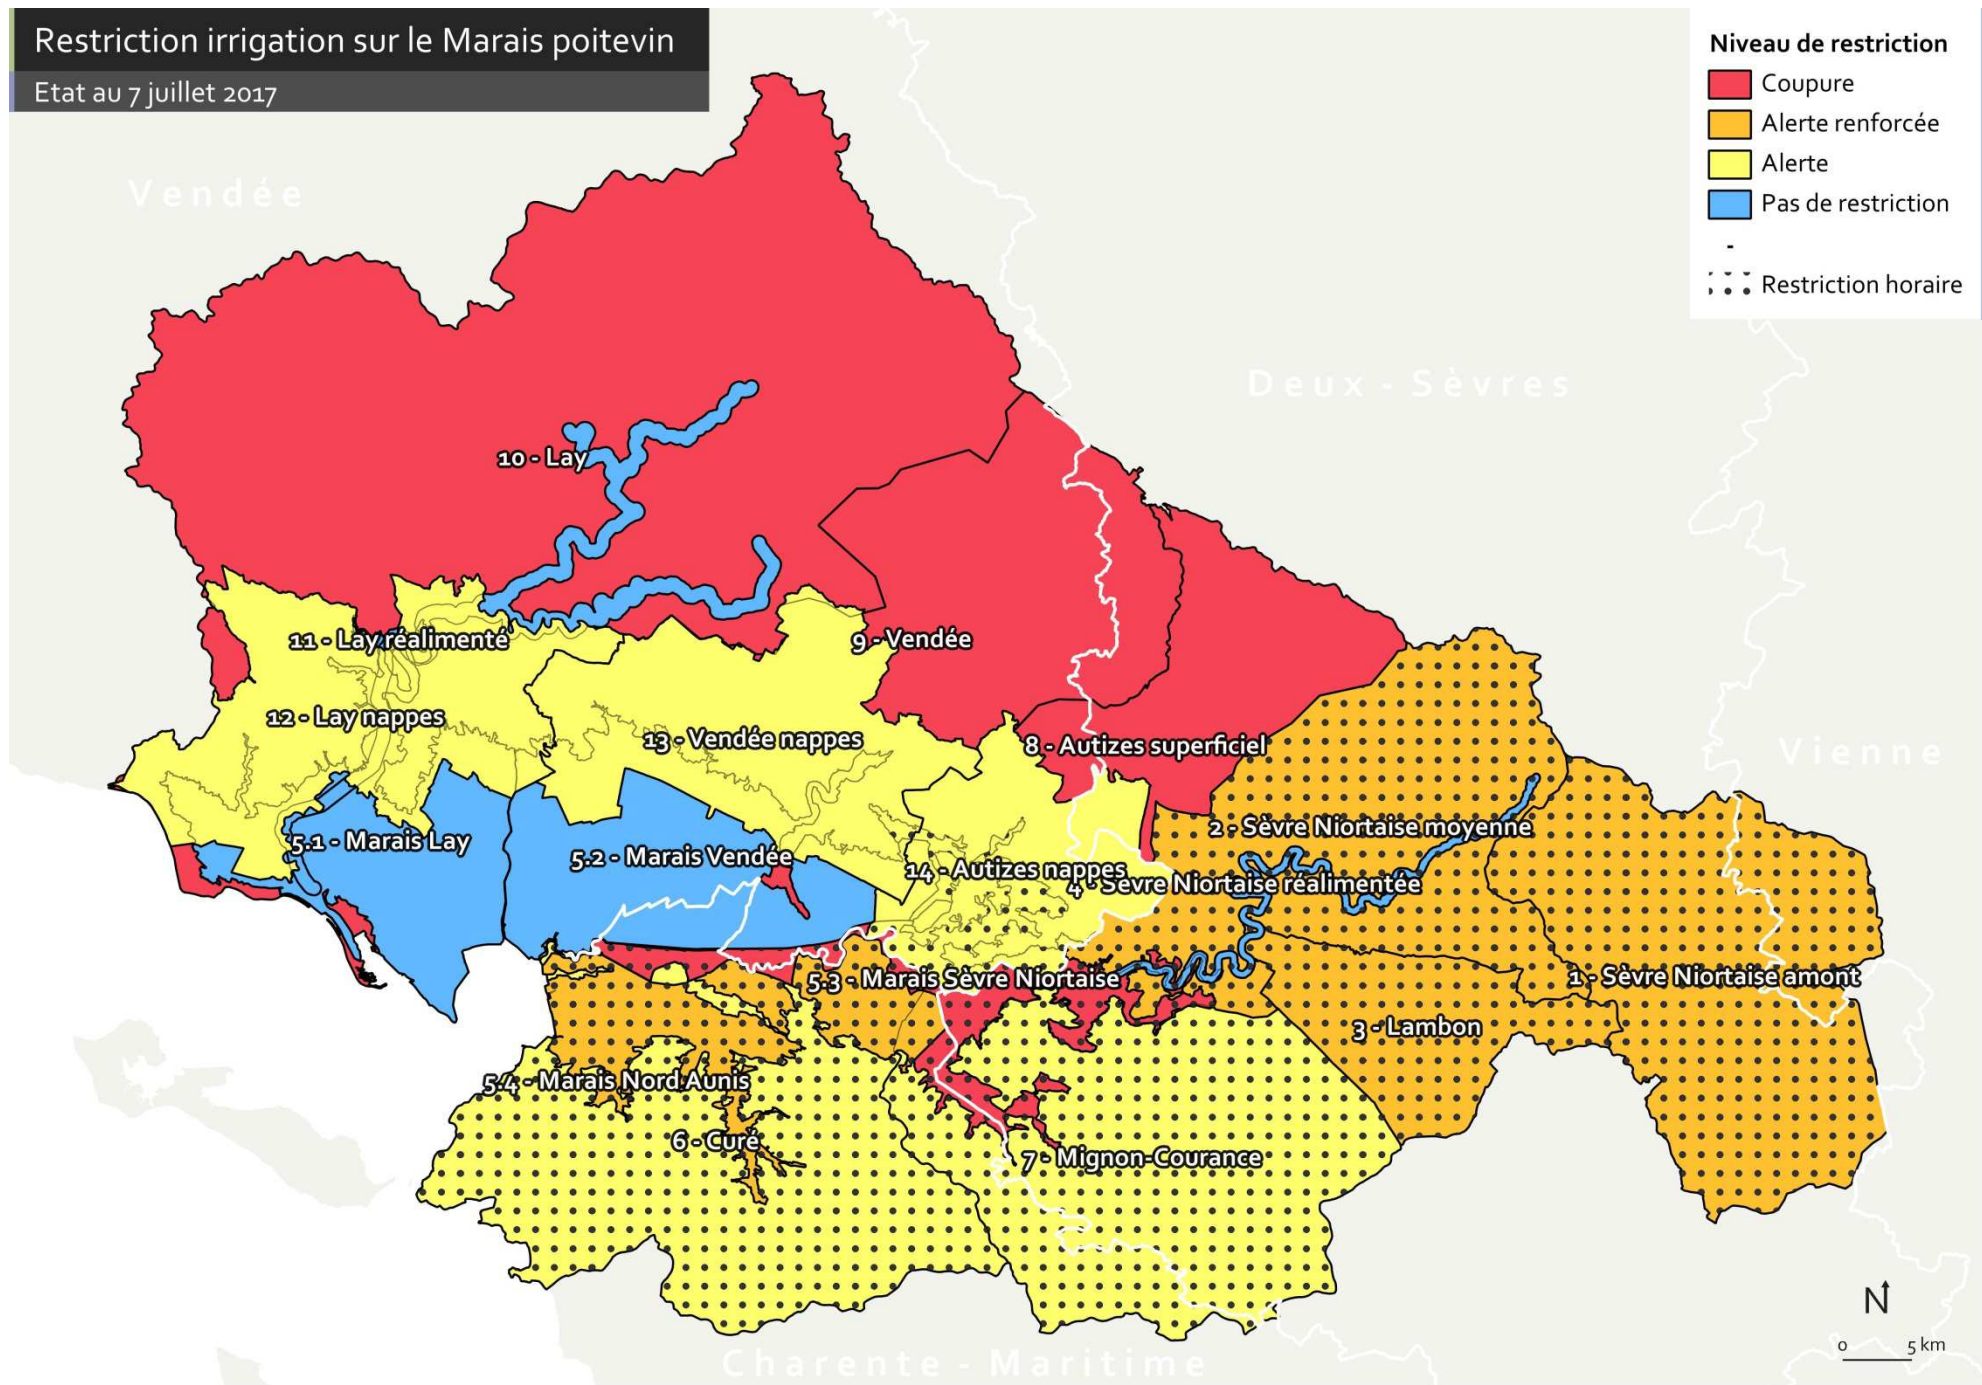 Restriction irrigation sur le Marais poitevin
Etat au 7 juillet 2017
Niveau de restriction
Coupure
Alerte renforcée
Alerte
Pas de restriction
-
Restriction horaire
Vendée
Deux - Sèvres
Vienne
10 - Lay
11 - Lay réalimenté
9 - Vendée
12 - Lay nappes
13 - Vendée nappes
8 - Autizes superficiel
5.1 - Marais Lay
5.2 - Marais Vendée
2 - Sèvre Niortaise moyenne
14 - Autizes nappes
4 - Sèvre Niortaise réalimentée
5.3 - Marais Sèvre Niortaise
1 - Sèvre Niortaise amont
3 - Lambon
5.4 - Marais Nord Aunis
6 - Curé
7 - Mignon-Courance
Charente - Maritime
N
0 5 km